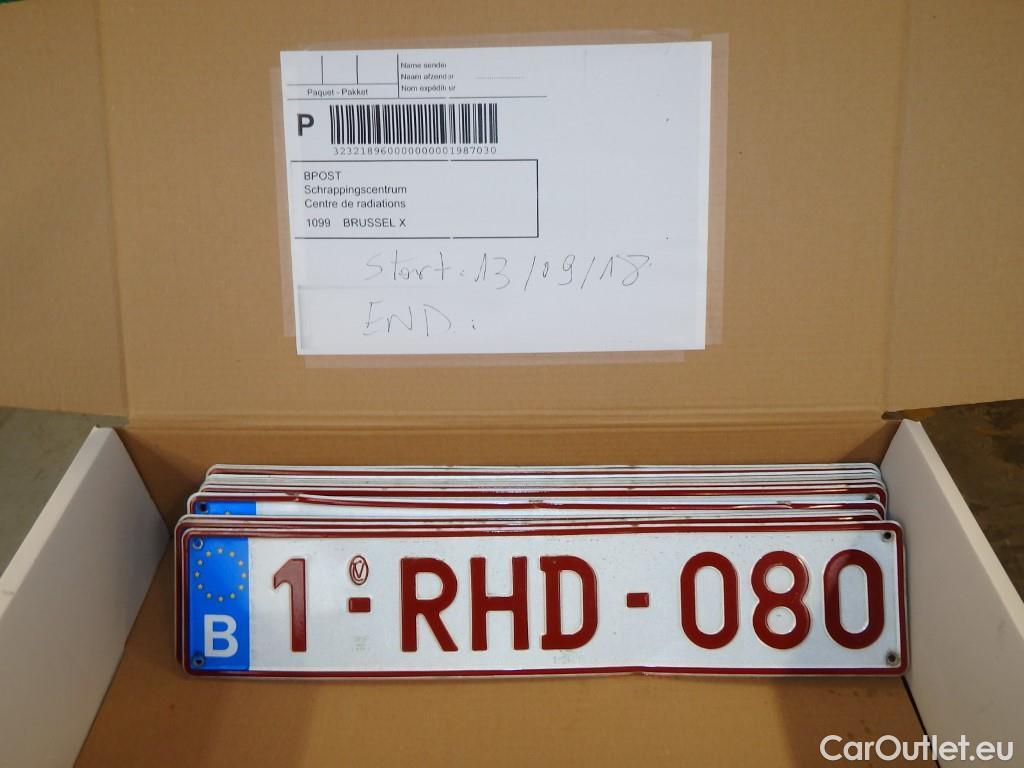 Name sender
Naam afzender
Nom expéditeur
Paquet - Pakket
P
323218960000000001987030
BPOST
Schrappingscentrum
Centre de radiations
1099 BRUSSEL X
Start: 13/09/18
END :
B 1-RHD-080
CarOutlet.eu